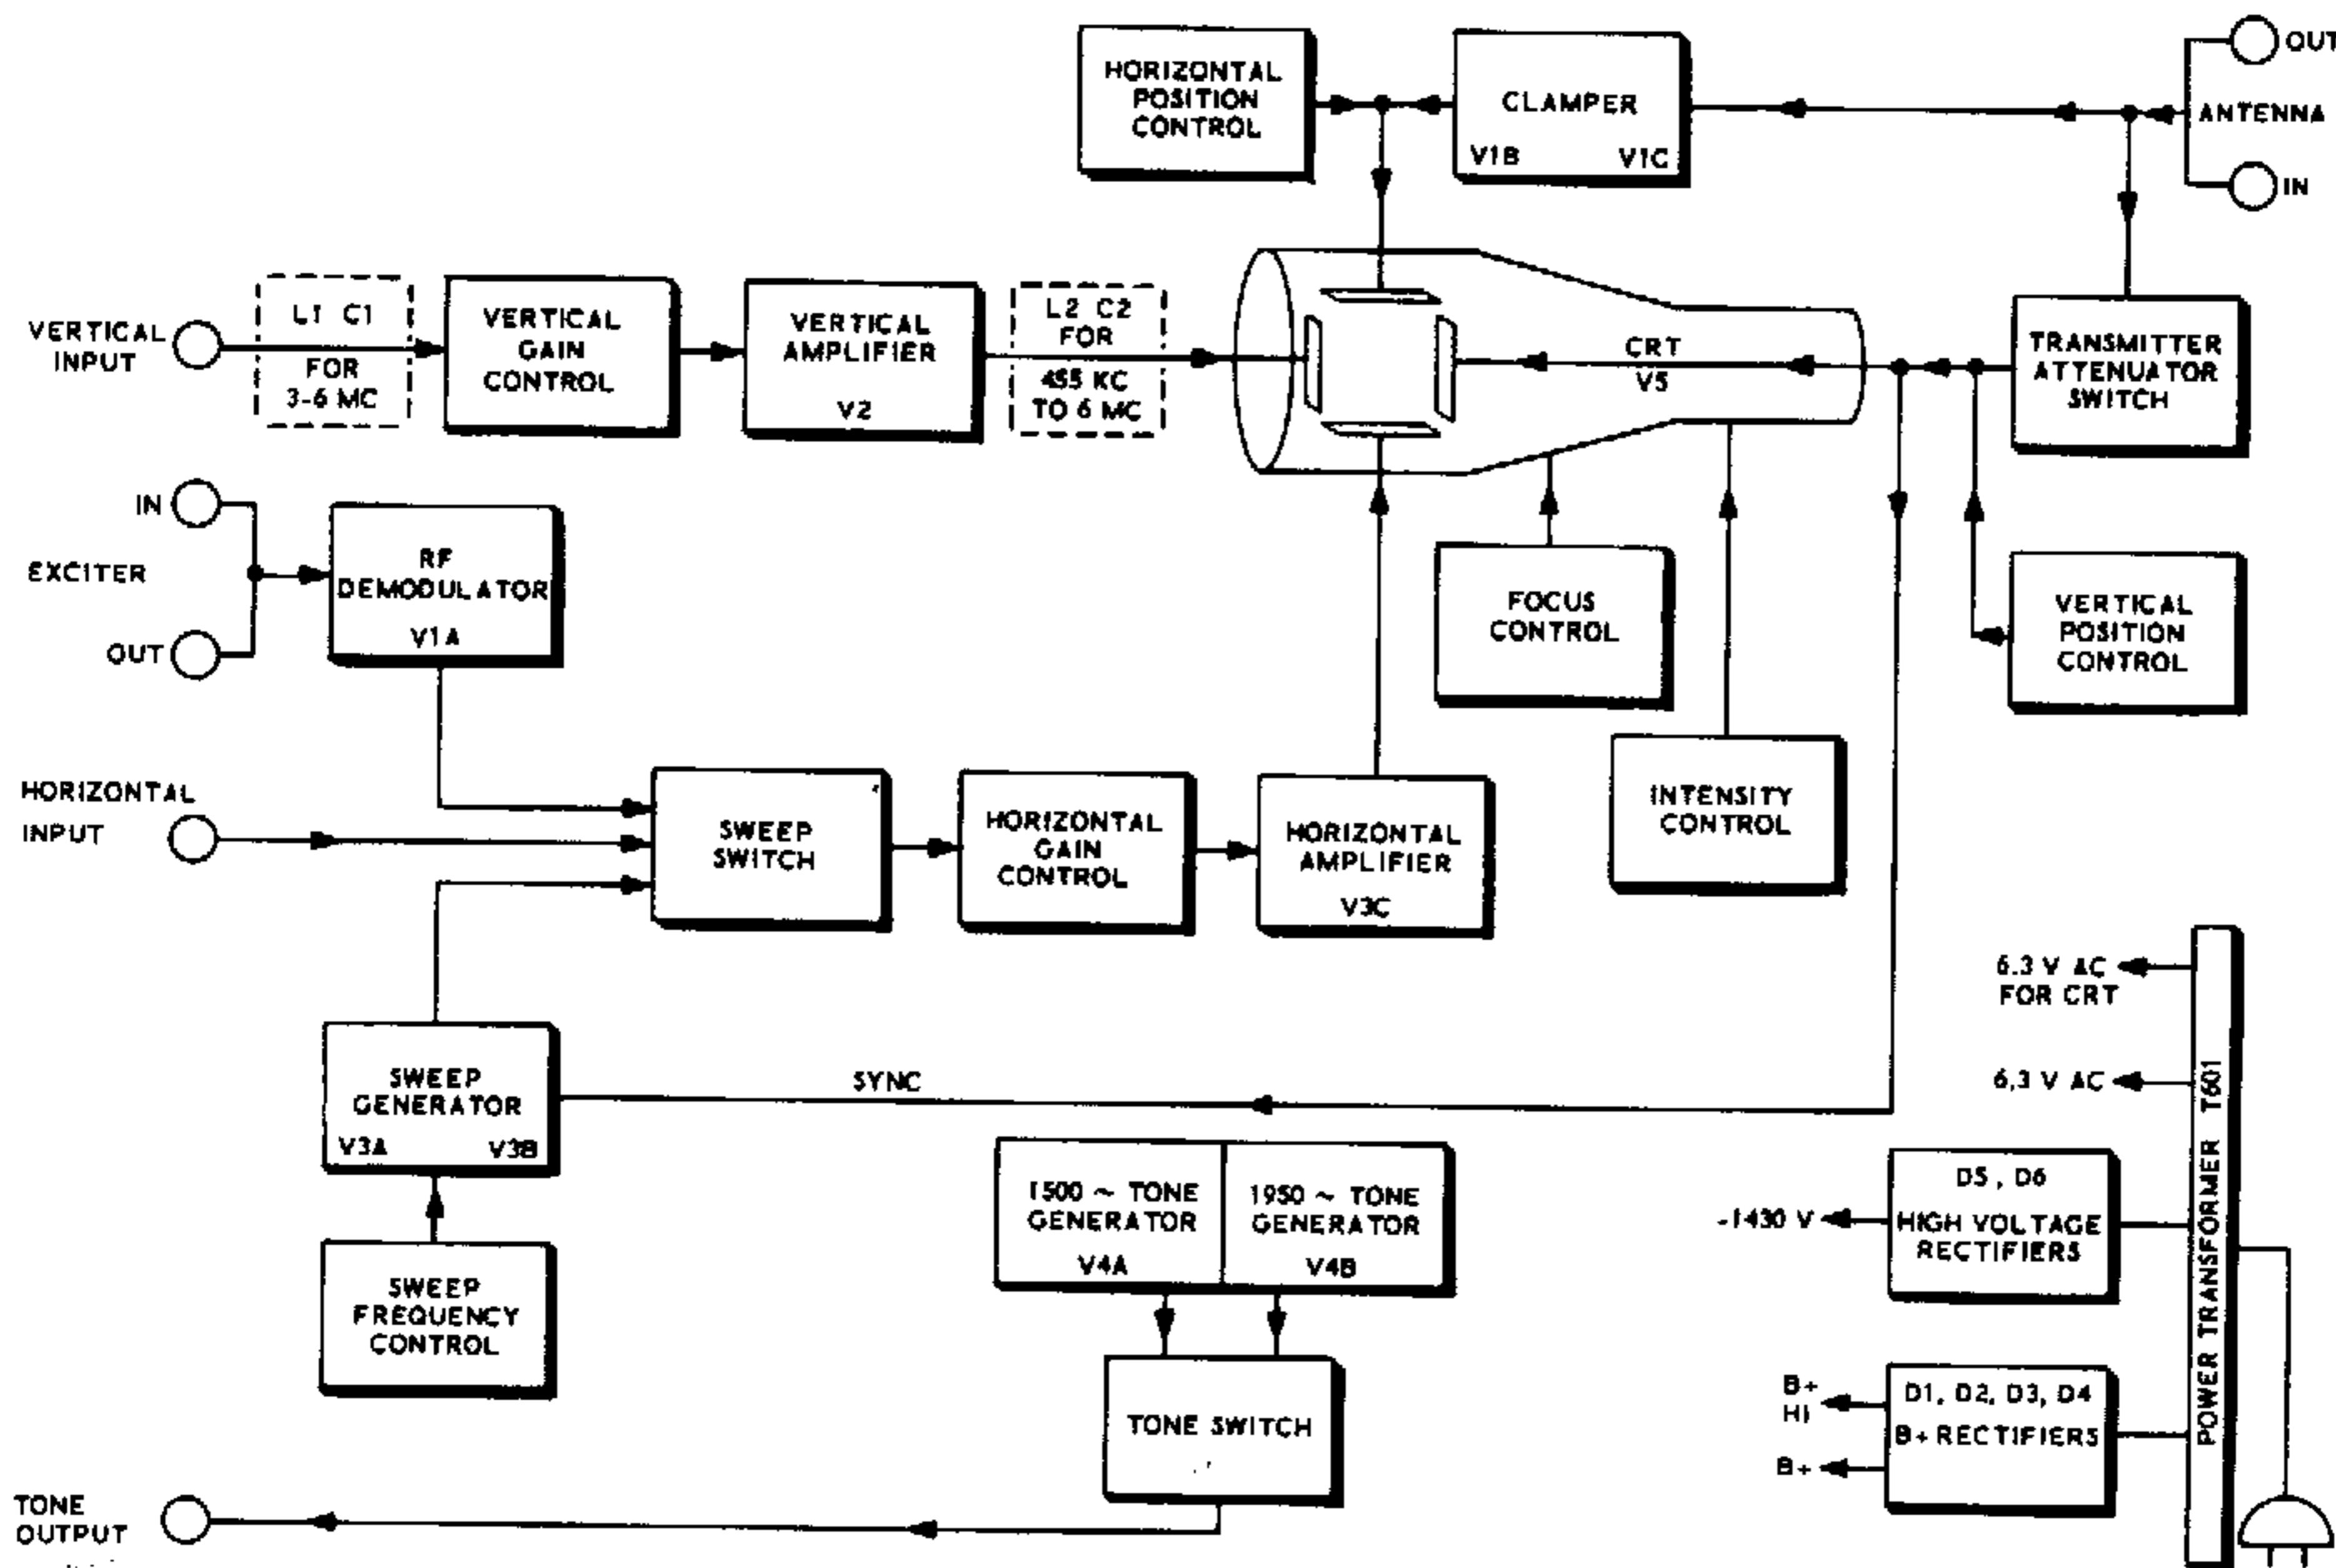 HORIZONTAL
POSITION
CONTROL
CLAMPER
V1B V1C
OUT
ANTENNA
IN
VERTICAL
INPUT
L1 C1
FOR
3-6 MC
VERTICAL
GAIN
CONTROL
VERTICAL
AMPLIFIER
V2
L2 C2
FOR
455 KC
TO 6 MC
CRT
V5
TRANSMITTER
ATTENUATOR
SWITCH
IN
EXCITER
OUT
RF
DEMODULATOR
V1A
FOCUS
CONTROL
VERTICAL
POSITION
CONTROL
HORIZONTAL
INPUT
SWEEP
SWITCH
HORIZONTAL
GAIN
CONTROL
HORIZONTAL
AMPLIFIER
V3C
INTENSITY
CONTROL
SWEEP
GENERATOR
V3A V3B
SYNC
SWEEP
FREQUENCY
CONTROL
1500 ~ TONE
GENERATOR
V4A
1950 ~ TONE
GENERATOR
V4B
TONE SWITCH
TONE
OUTPUT
6.3 V AC
FOR CRT
6.3 V AC
D5, D6
HIGH VOLTAGE
RECTIFIERS
-1430 V
B+
HI
B+
D1, D2, D3, D4
B+ RECTIFIERS
POWER TRANSFORMER T601